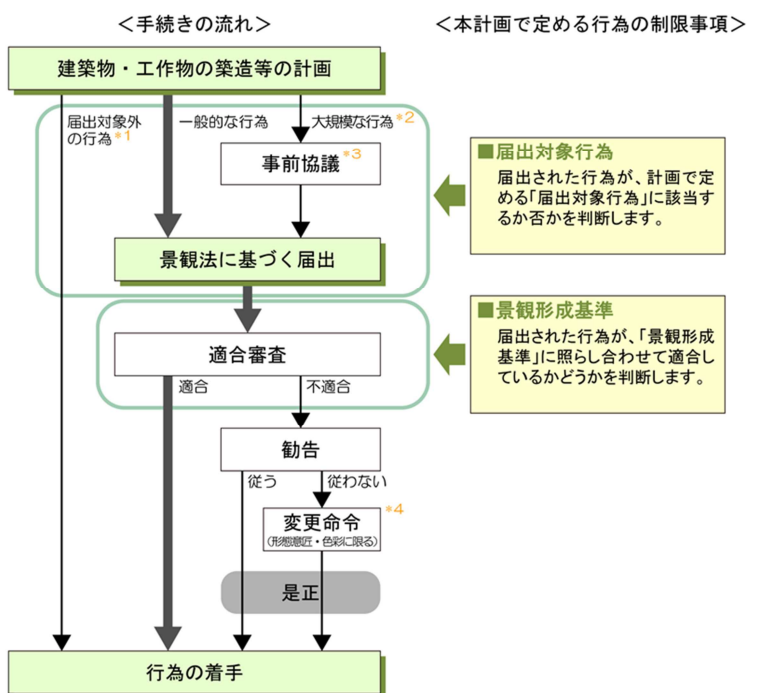 ＜手続きの流れ＞
＜本計画で定める行為の制限事項＞
建築物・工作物の築造等の計画
届出対象外
の行為*1
一般的な行為
大規模な行為*2
事前協議*3
景観法に基づく届出
■届出対象行為
届出された行為が、計画で定
める「届出対象行為」に該当す
るか否かを判断します。
適合審査
■景観形成基準
届出された行為が、「景観形成
基準」に照らし合わせて適合し
ているかどうかを判断します。
適合
不適合
勧告
従う
従わない
変更命令*4
(形態意匠・色彩に限る)
是正
行為の着手